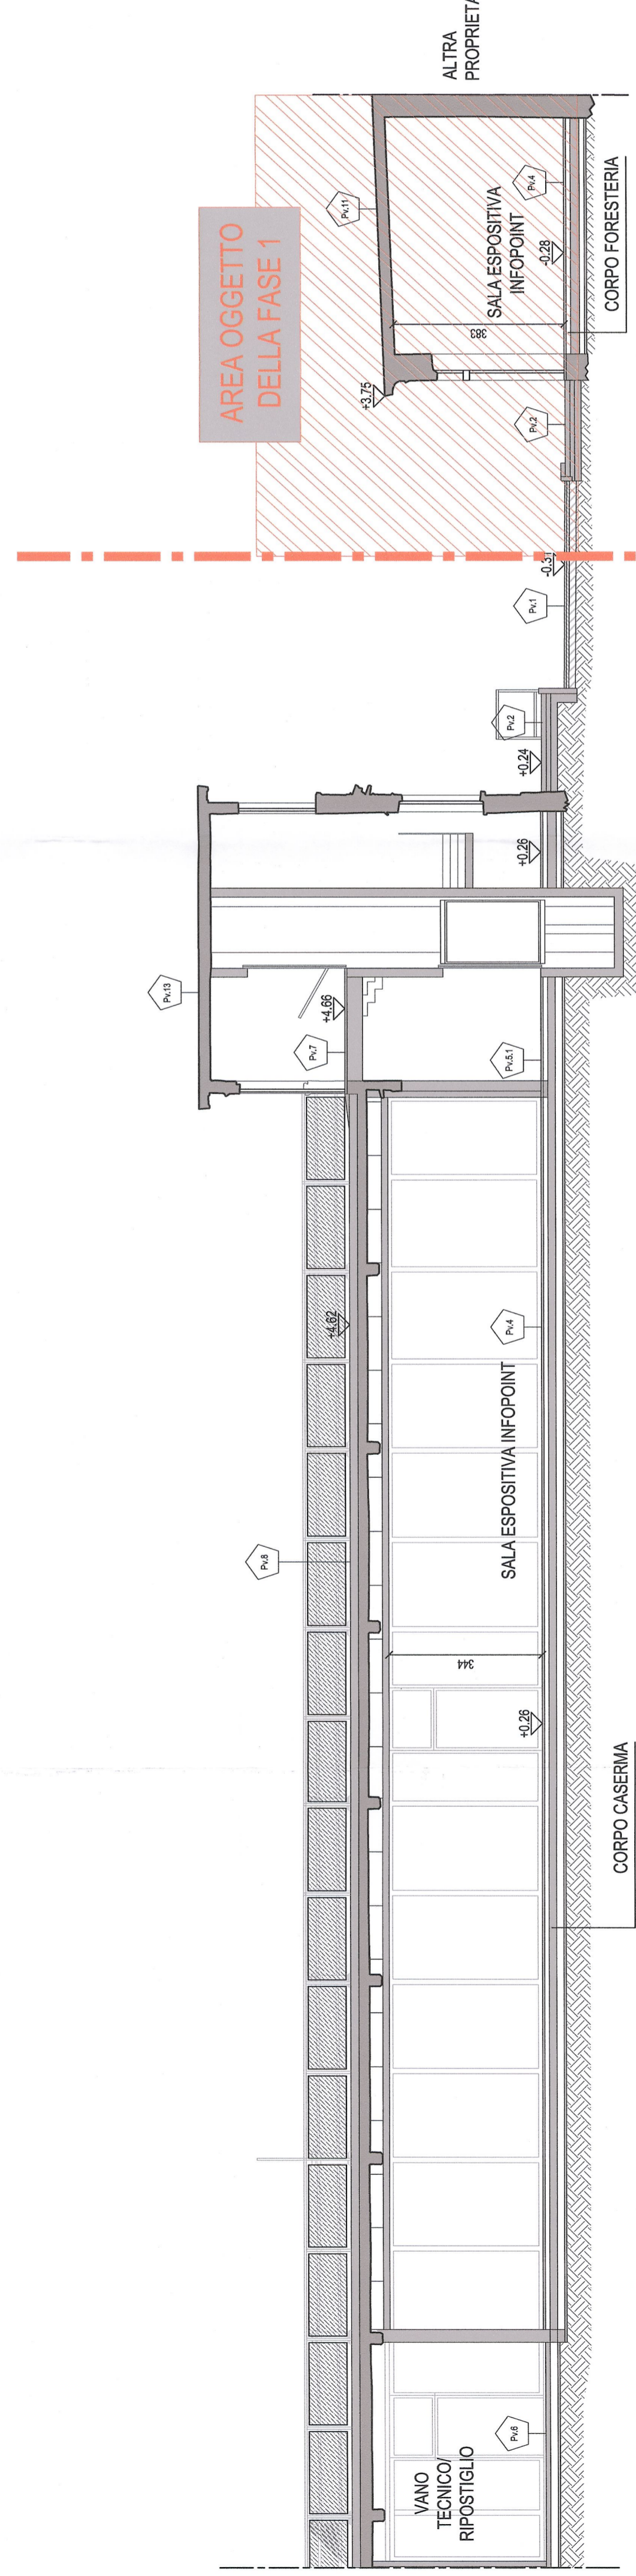 AREA OGGETTO
DELLA FASE 1
ALTRA
PROPRIETA
Pv.11
SALA ESPOSITIVA
INFOPOINT
Pv.4
-0.28
383
CORPO FORESTERIA
+3.75
Pv.2
-0.31
Pv.1
Pv.2
+0.24
+0.26
Pv.13
+4.66
Pv.7
Pv.5.1
+4.62
Pv.4
Pv.8
SALA ESPOSITIVA INFOPOINT
344
+0.26
CORPO CASERMA
VANO
TECNICO/
RIPOSTIGLIO
Pv.6